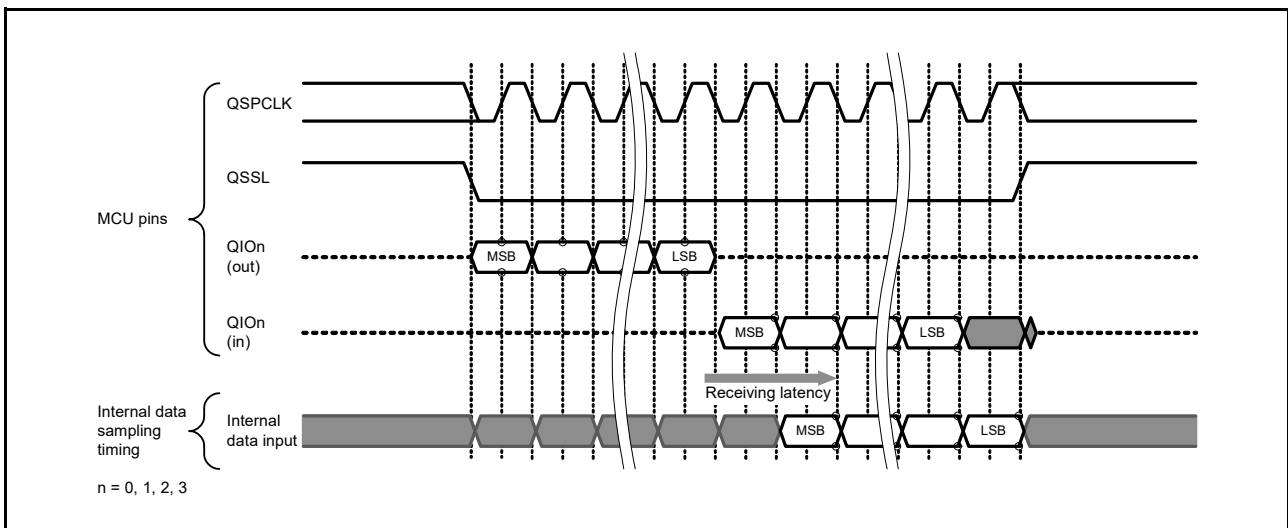 QSPCLK
QSSL
MCU pins
QIOn
(out)
MSB
LSB
QIOn
(in)
MSB
LSB
Receiving latency
Internal data
sampling
timing
Internal
data input
MSB
LSB
n = 0, 1, 2, 3